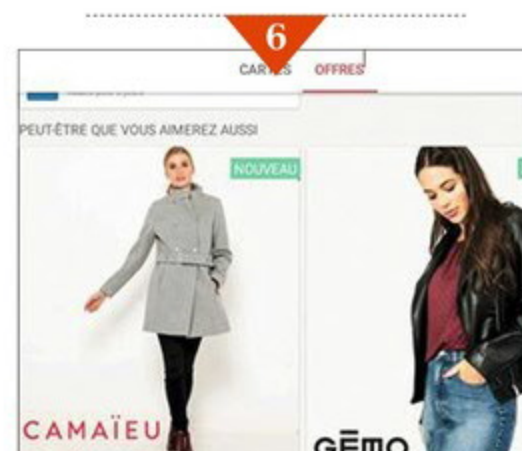 6
CARTES OFFRES
PEUT-ÊTRE QUE VOUS AIMEREZ AUSSI
NOUVEAU
CAMAÏEU
GĒMO